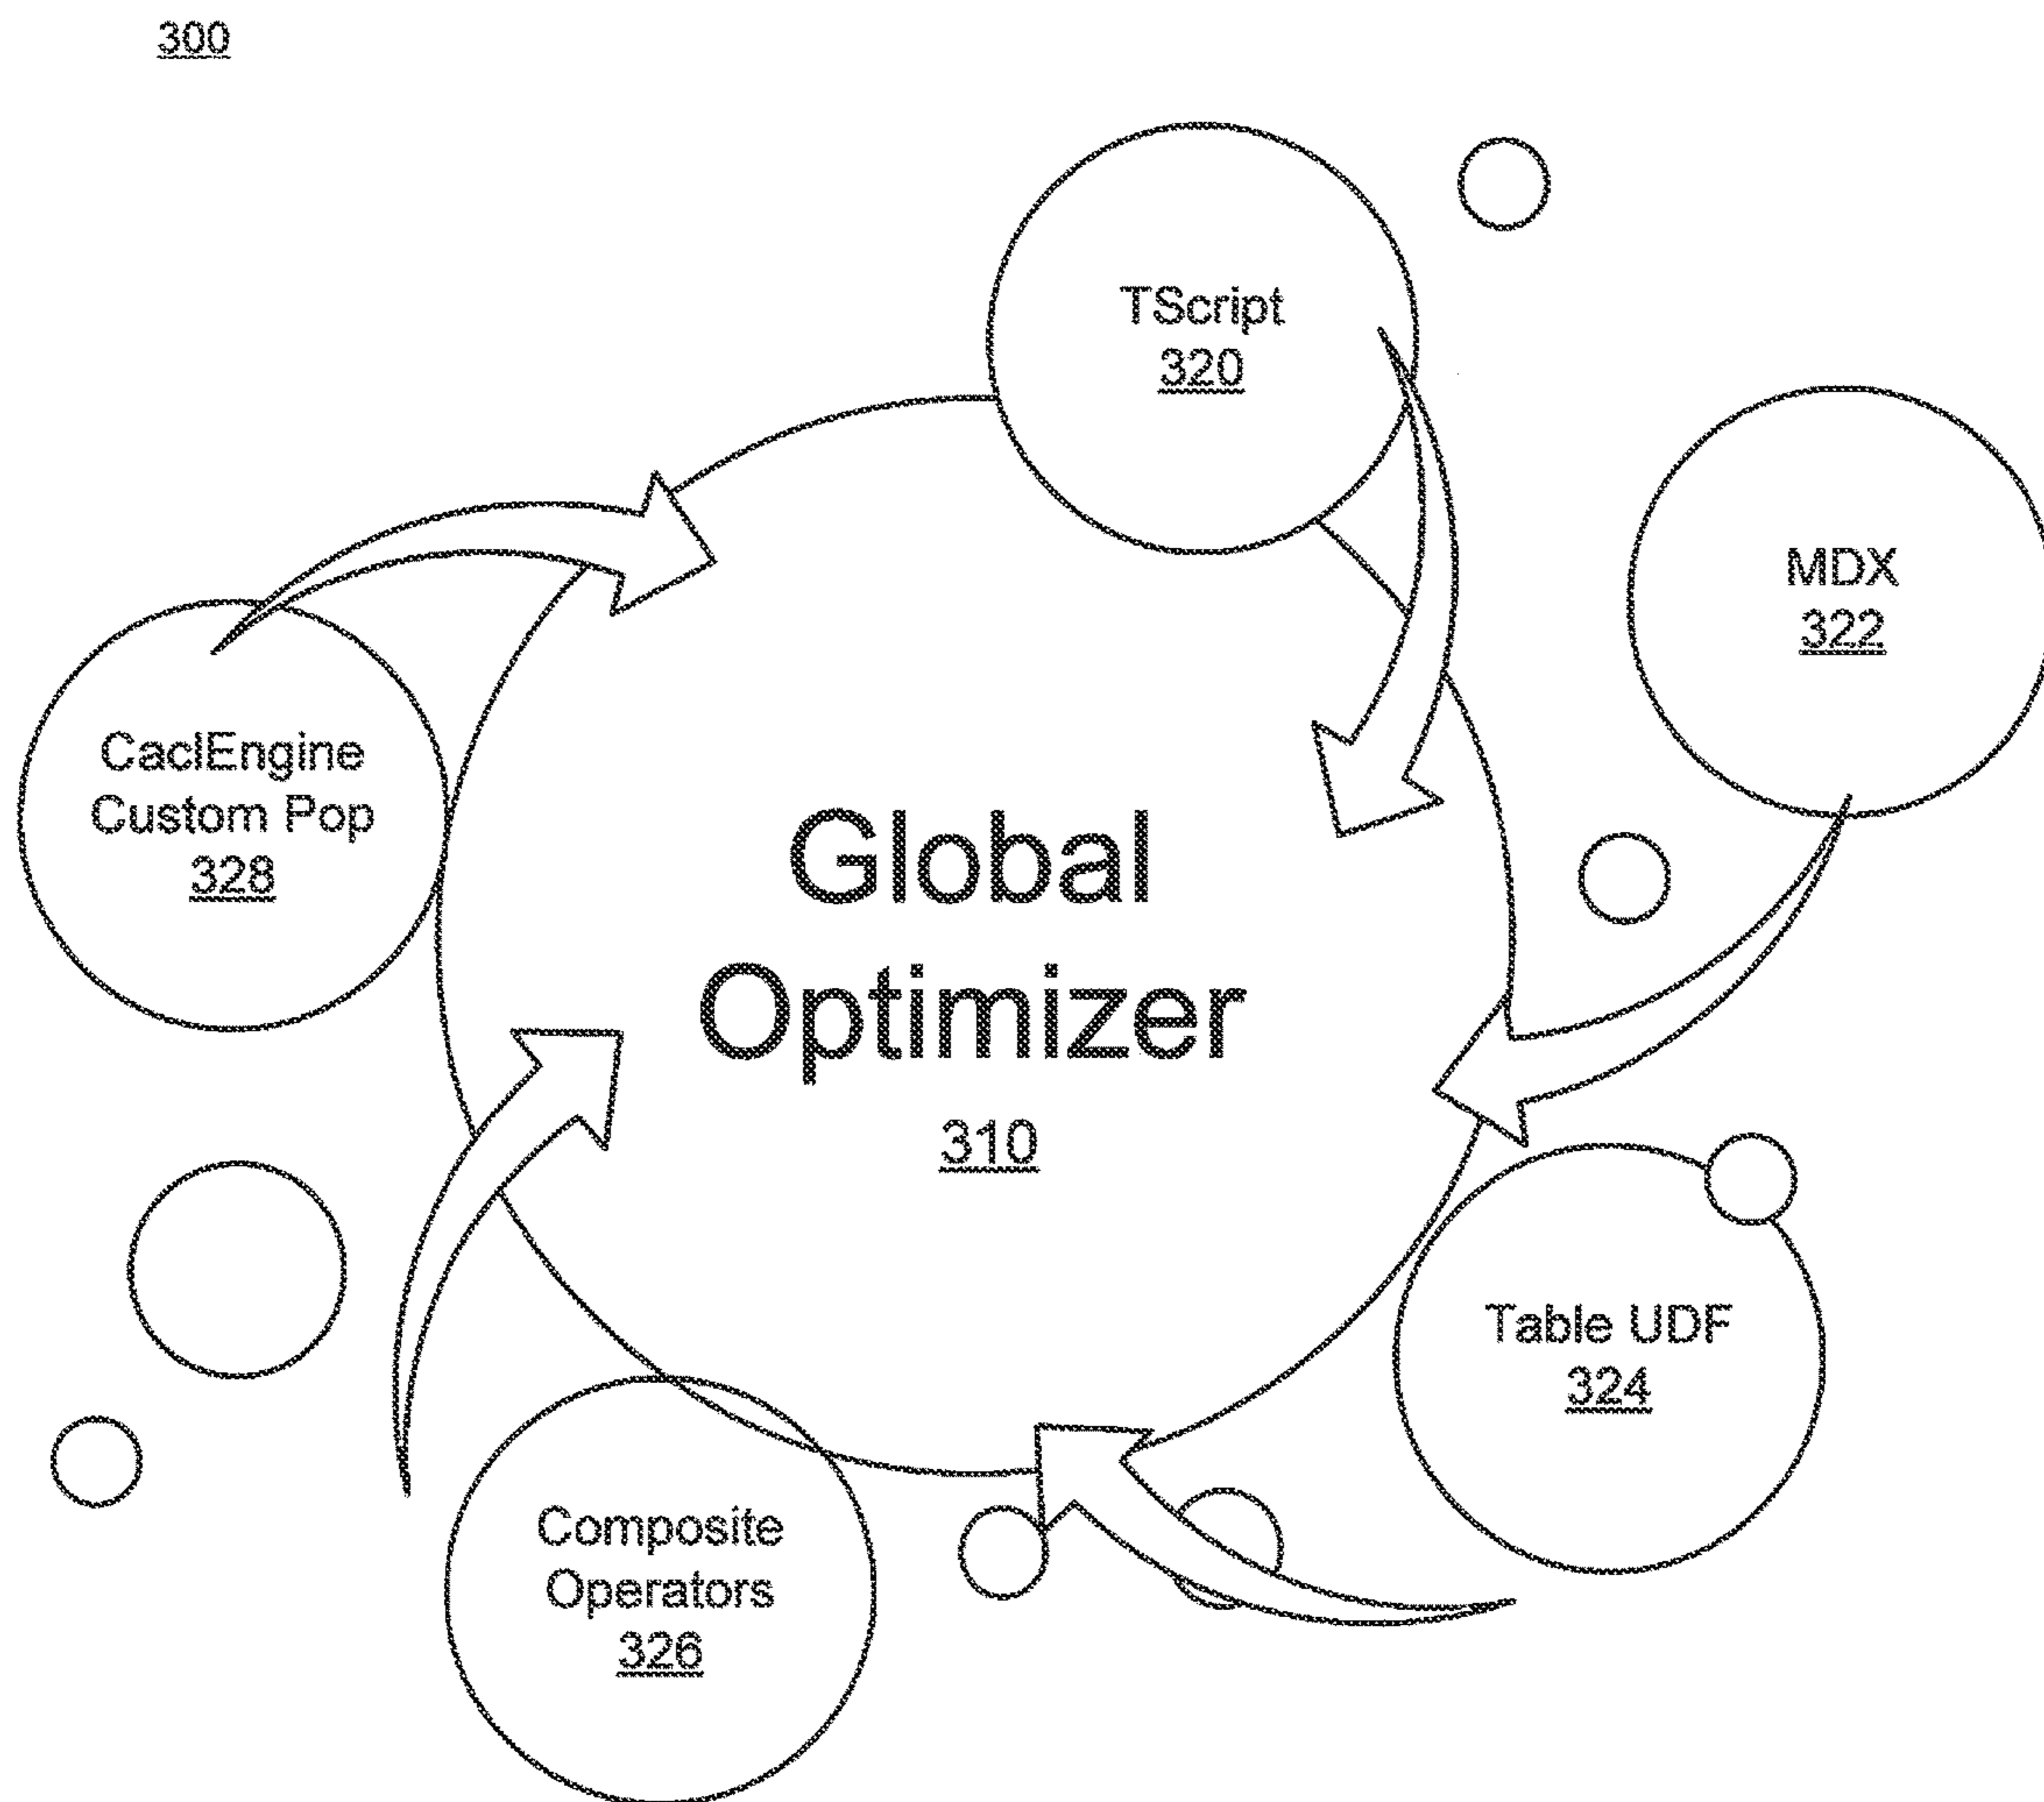 300
TScript
320
MDX
322
CaclEngine
Custom Pop
328
Global
Optimizer
310
Table UDF
324
Composite
Operators
326